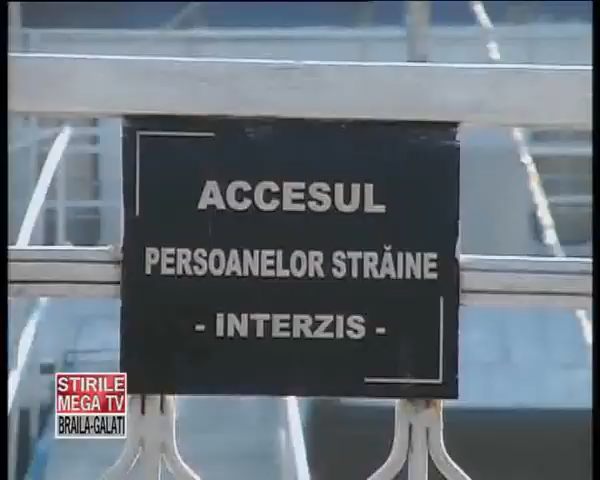 ACCESUL
PERSOANELOR STRĂINE
- INTERZIS -
STIRILE
MEGA TV
BRAILA-GALATI